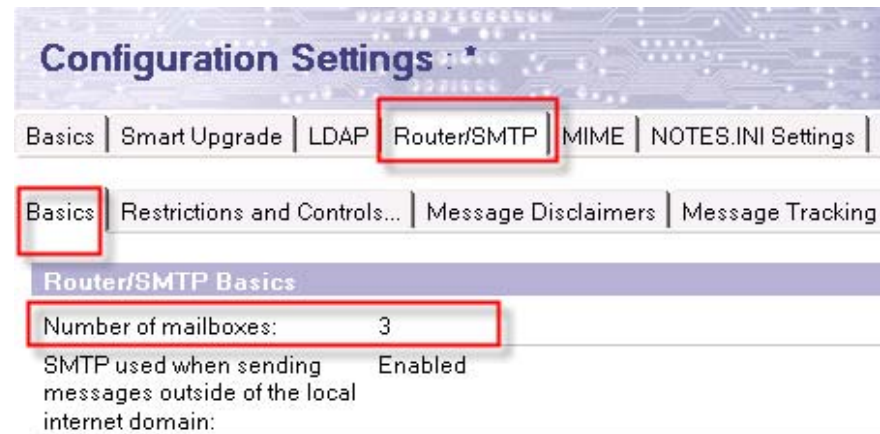 Configuration Settings : *
Basics | Smart Upgrade | LDAP | Router/SMTP | MIME | NOTES.INI Settings |
Basics | Restrictions and Controls... | Message Disclaimers | Message Tracking
Router/SMTP Basics
Number of mailboxes: 3
SMTP used when sending Enabled
messages outside of the local
internet domain: